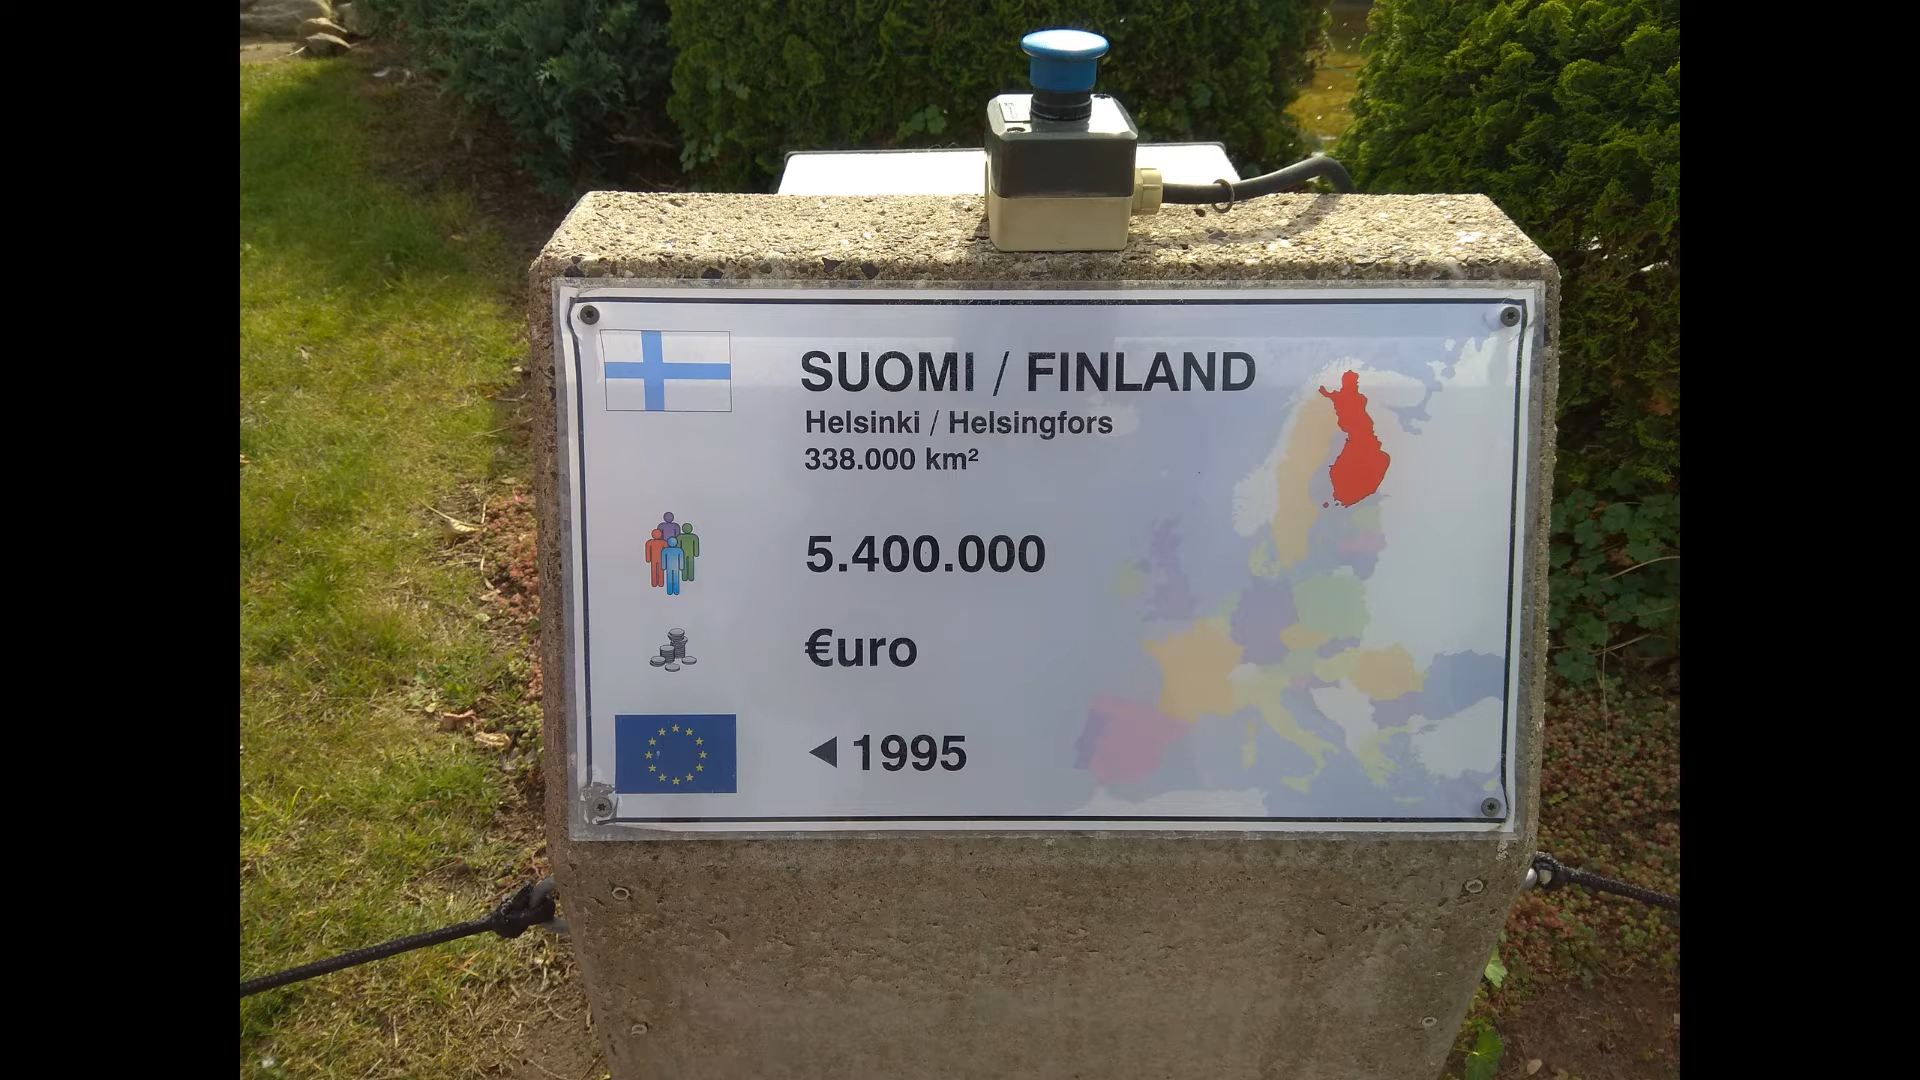 SUOMI / FINLAND
Helsinki / Helsingfors
338.000 km²
5.400.000
€uro
1995